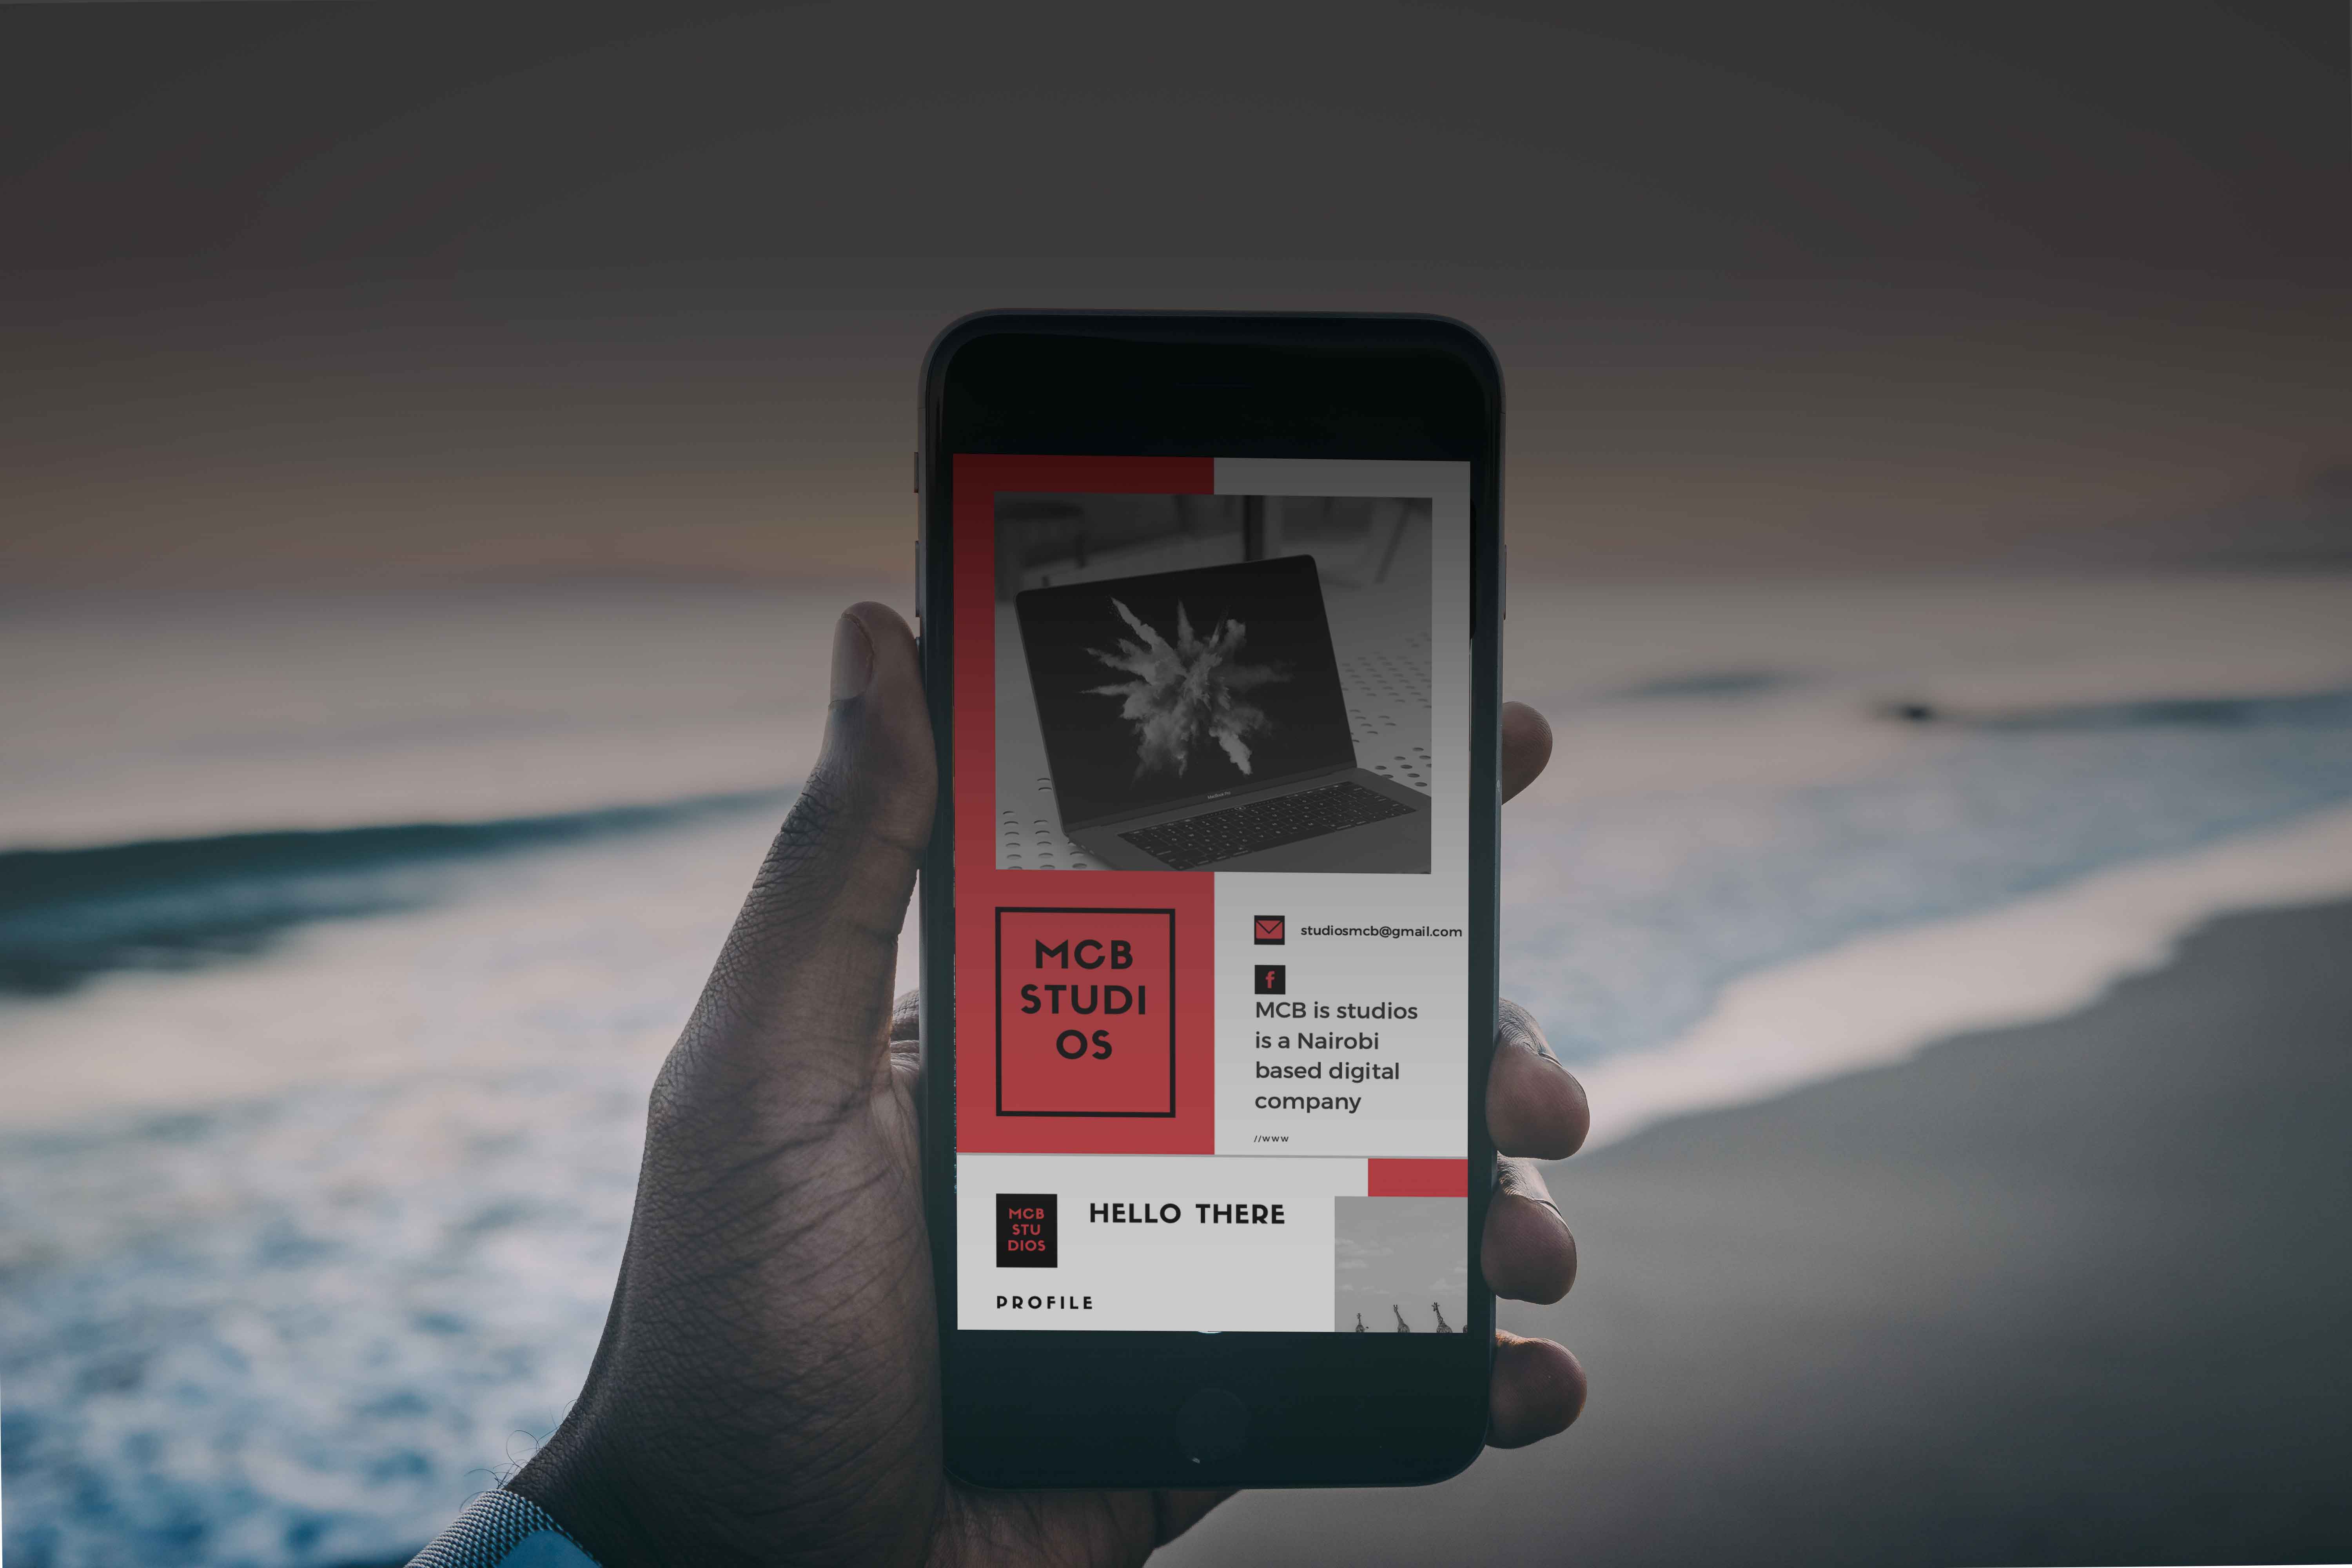 MCB
STUDI
OS
studiosmcb@gmail.com
f
MCB is studios
is a Nairobi
based digital
company
//www
MCB
STU
DIOS
HELLO THERE
PROFILE